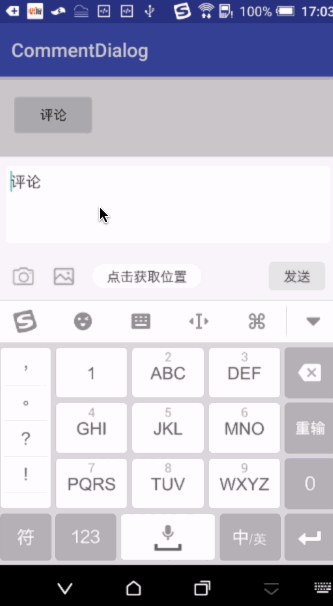 100% 17:03
CommentDialog
评论
评论
点击获取位置 发送
， 1 2 ABC 3 DEF
。 4 GHI 5 JKL 6 MNO 重输
? 7 PQRS 8 TUV 9 WXYZ 0
!
符 123 中/英